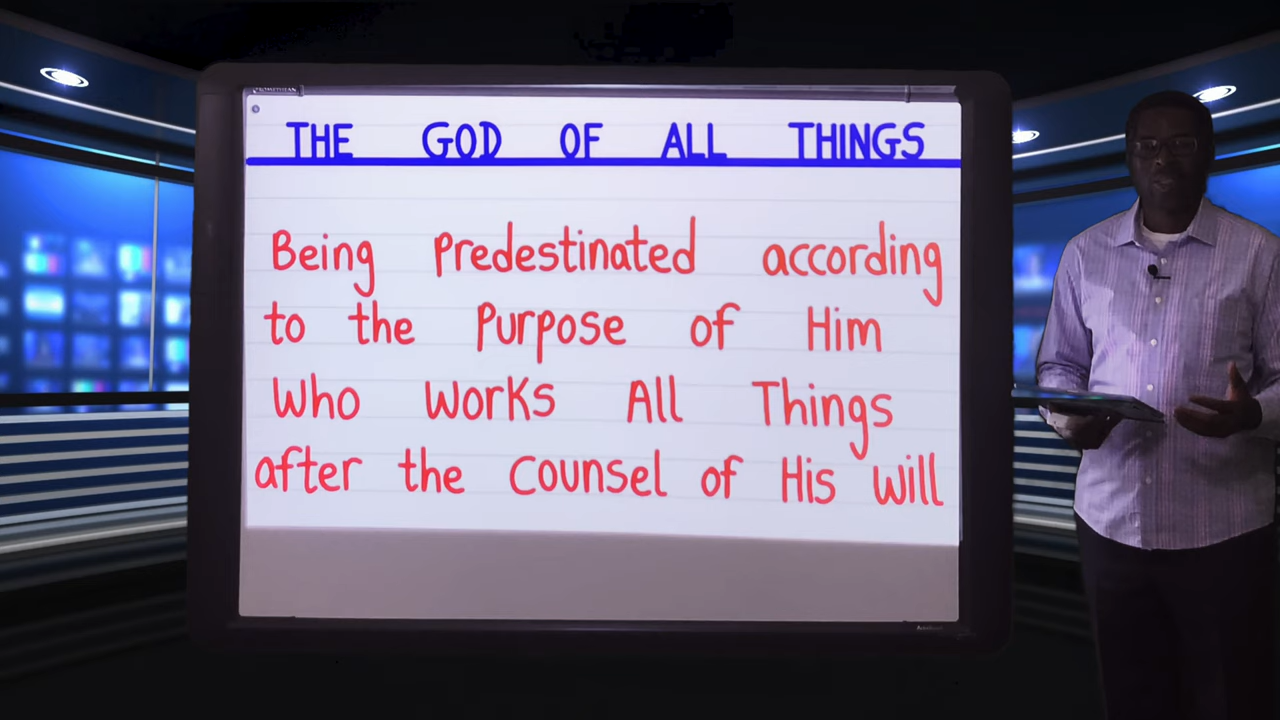 THE GOD OF ALL THINGS
Being Predestinated according
to the Purpose of Him
Who Works All Things
after the Counsel of His Will